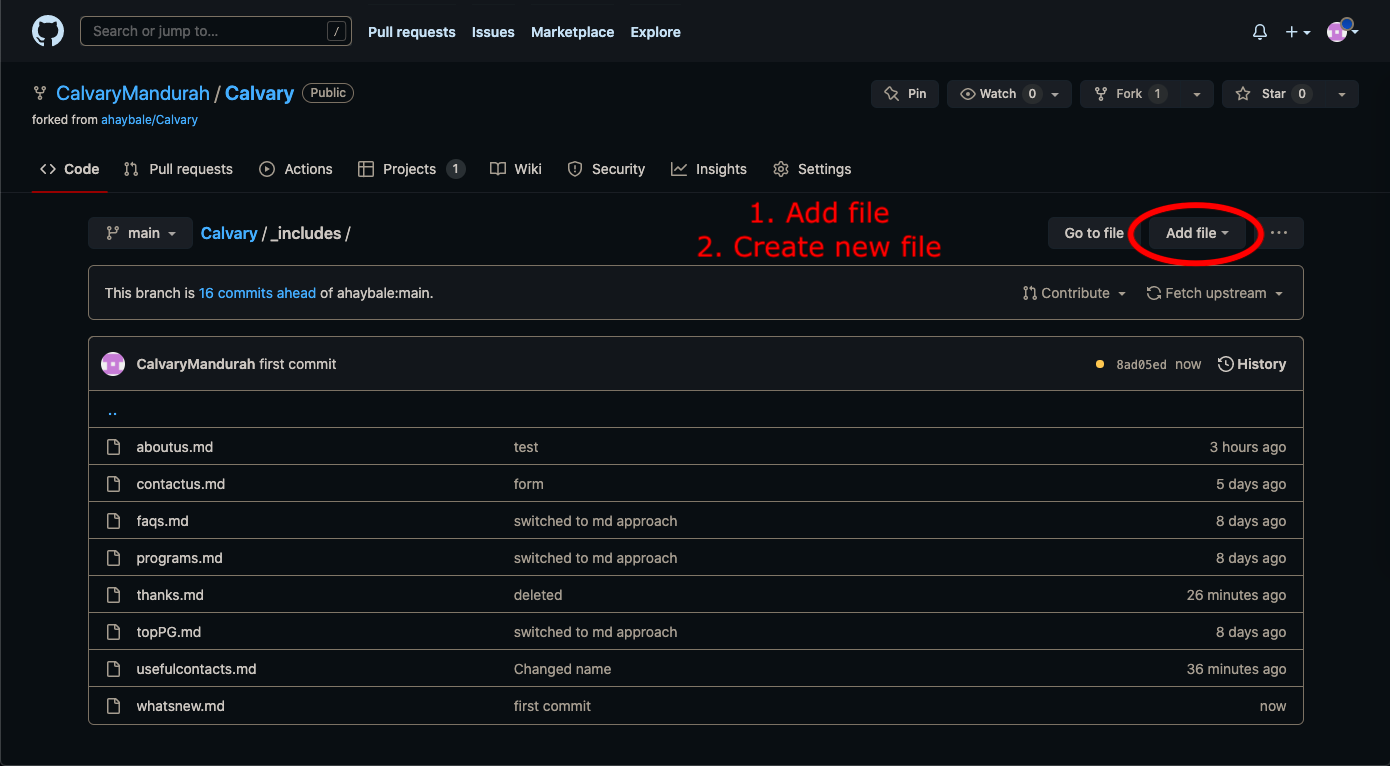 Search or jump to... / Pull requests Issues Marketplace Explore
CalvaryMandurah / Calvary Public Pin Watch 0 Fork 1 Star 0
forked from ahaybale/Calvary
Code Pull requests Actions Projects 1 Wiki Security Insights Settings
1. Add file
2. Create new file
main Calvary / _includes / Go to file Add file ...
This branch is 16 commits ahead of ahaybale:main. Contribute Fetch upstream
CalvaryMandurah first commit 8ad05ed now History
..
aboutus.md test 3 hours ago
contactus.md form 5 days ago
faqs.md switched to md approach 8 days ago
programs.md switched to md approach 8 days ago
thanks.md deleted 26 minutes ago
topPG.md switched to md approach 8 days ago
usefulcontacts.md Changed name 36 minutes ago
whatsnew.md first commit now